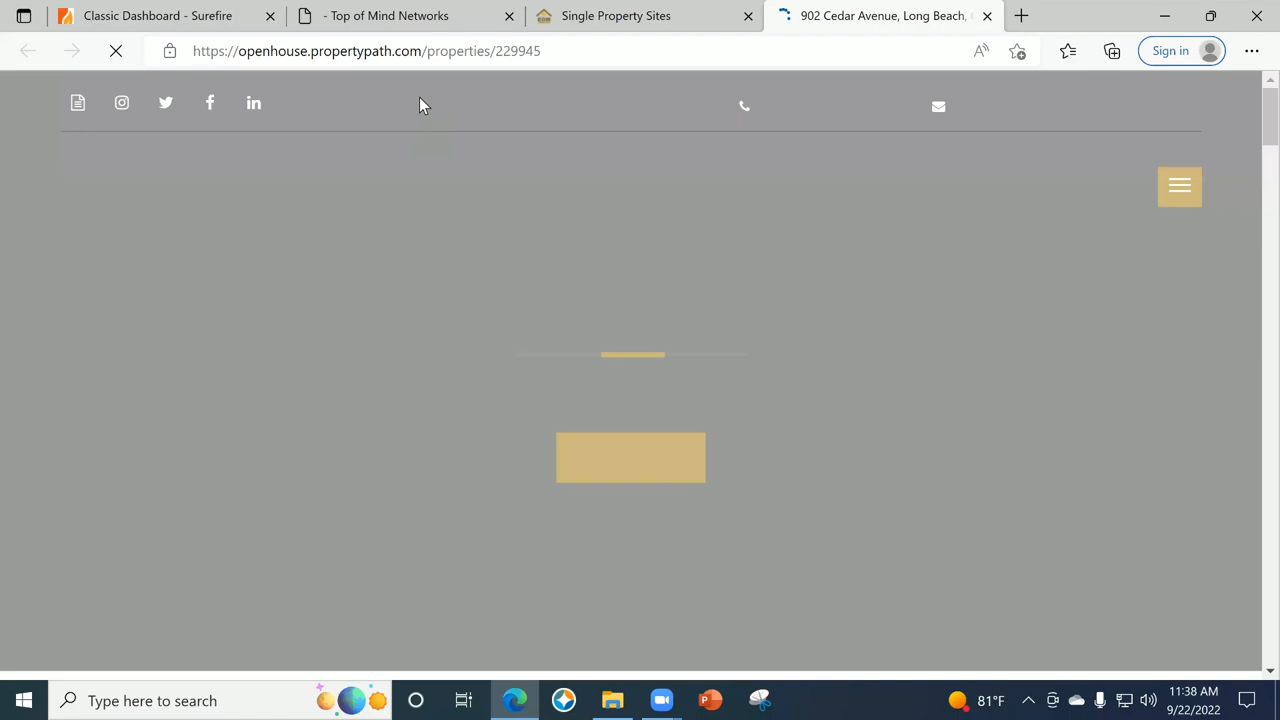 Classic Dashboard - Surefire
- Top of Mind Networks
Single Property Sites
902 Cedar Avenue, Long Beach,
https://openhouse.propertypath.com/properties/229945
Sign in
Type here to search
81°F
11:38 AM
9/22/2022